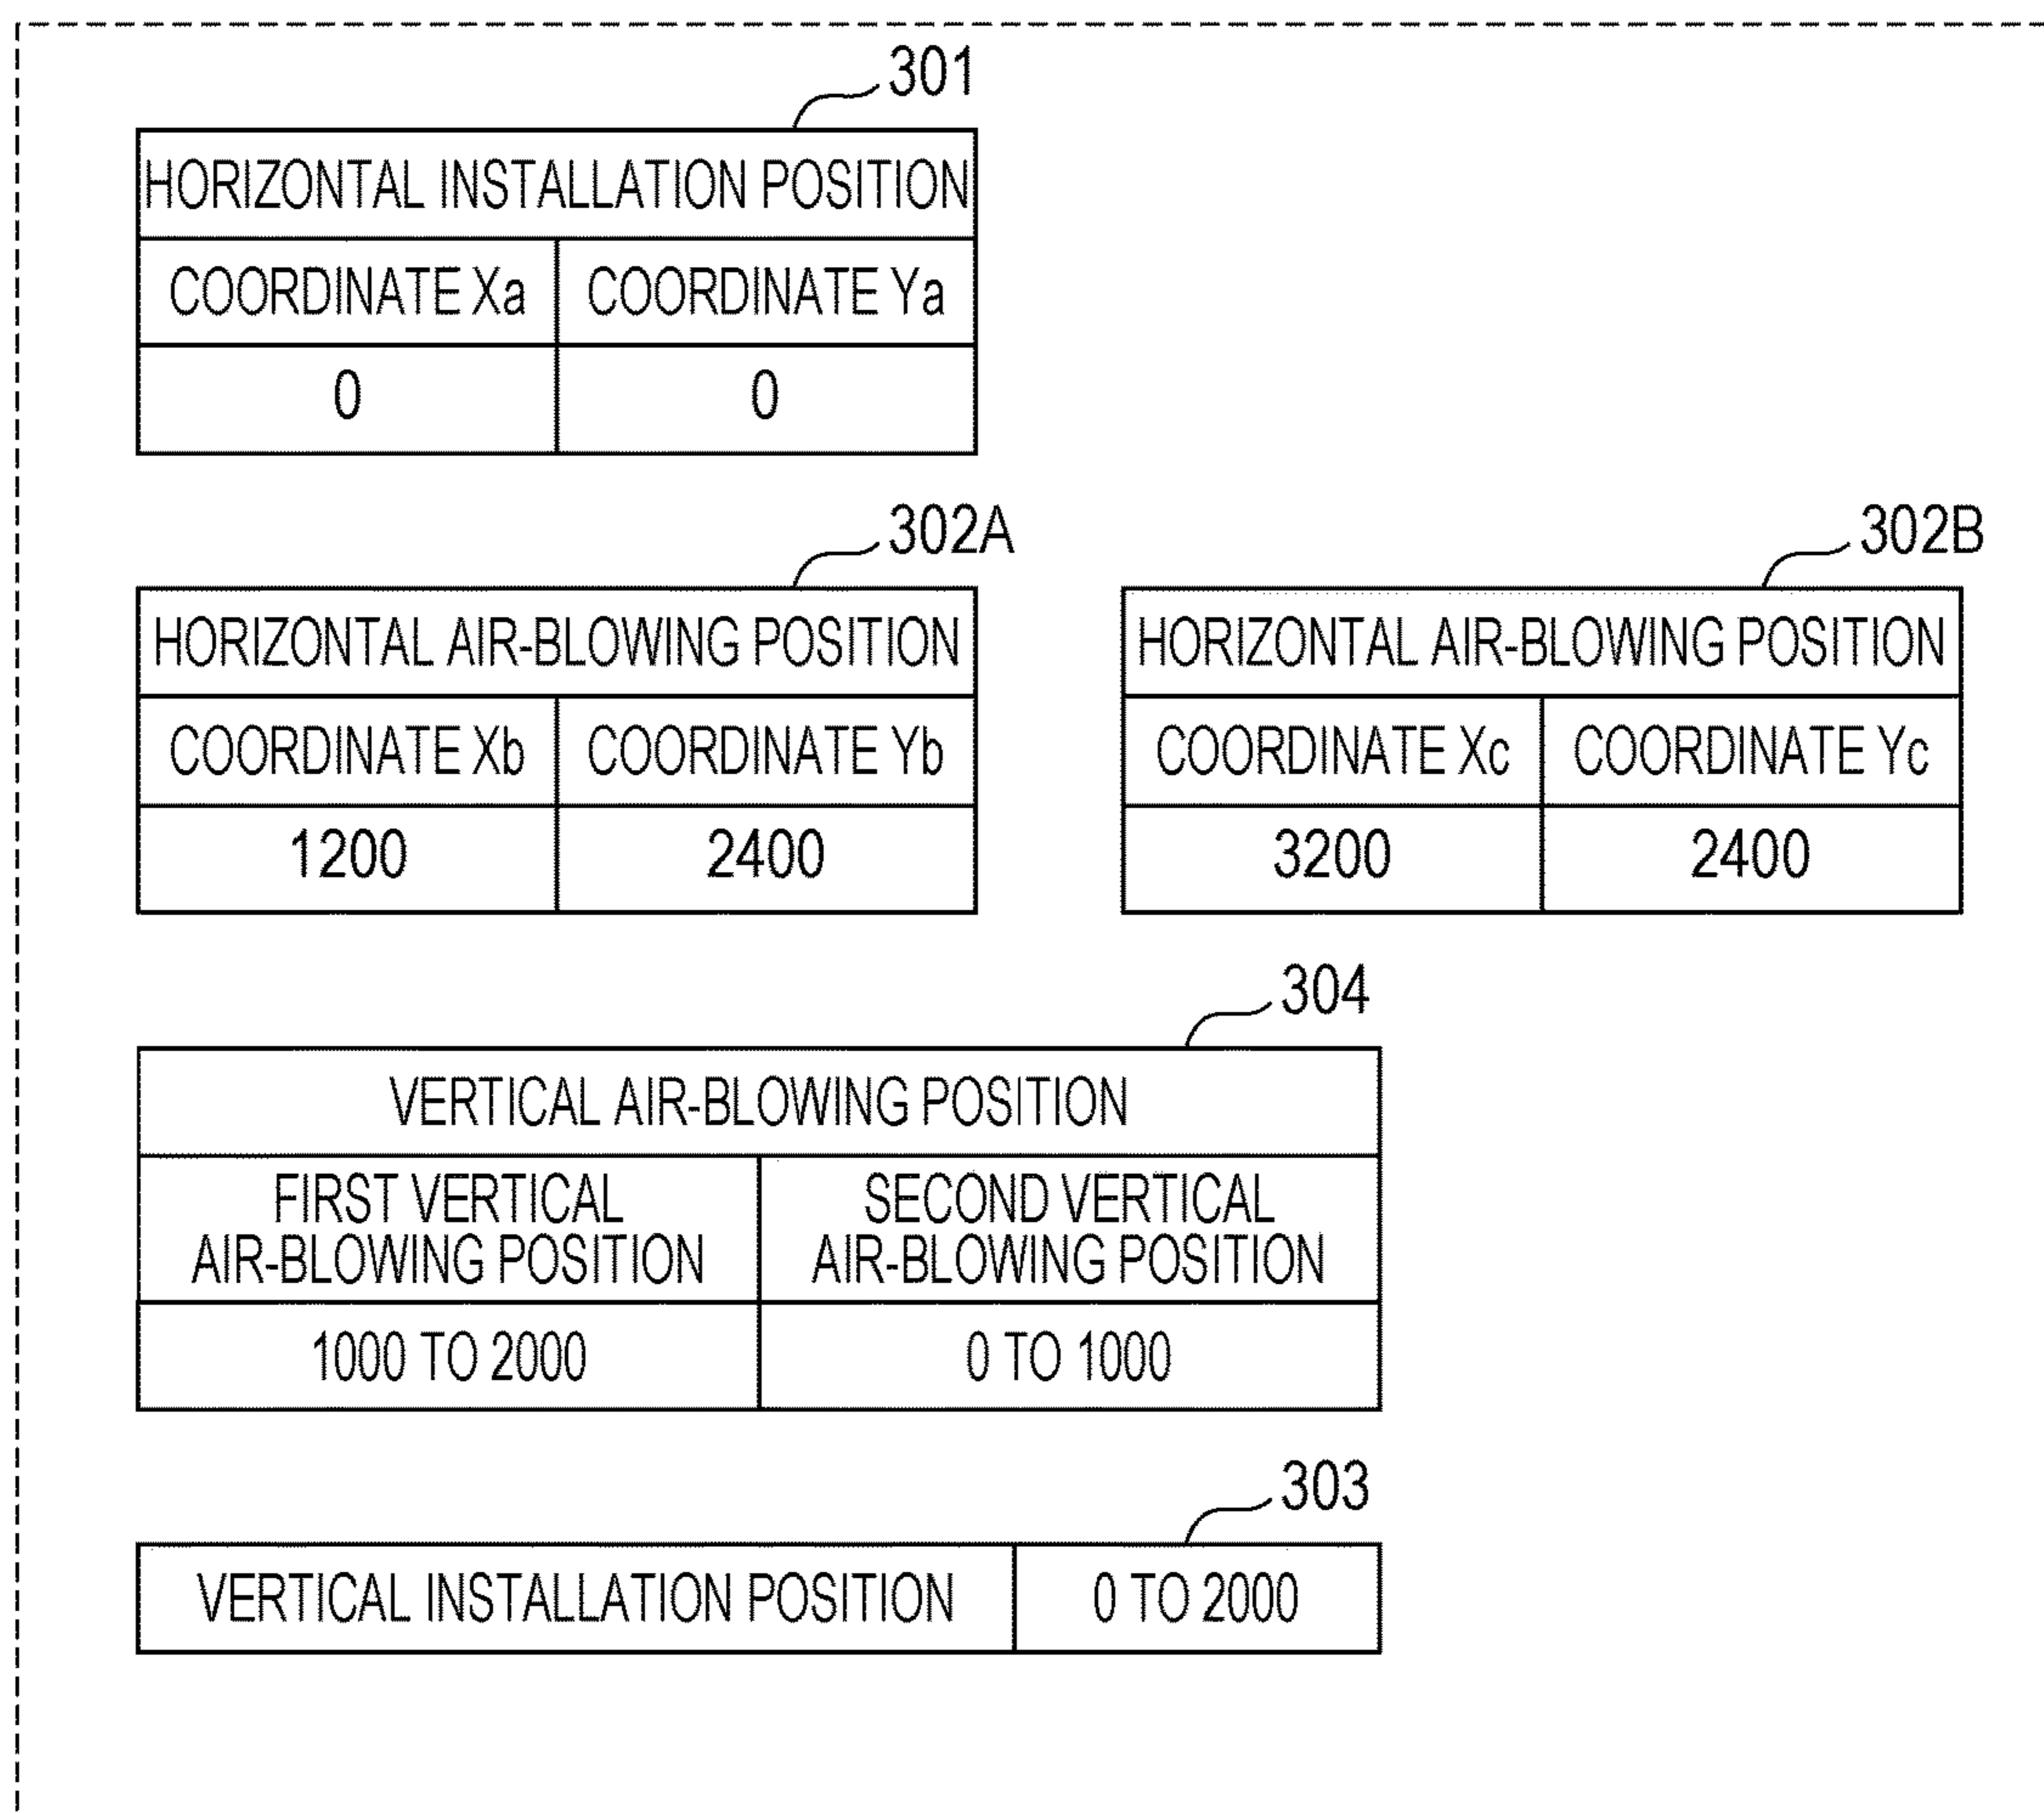 301
HORIZONTAL INSTALLATION POSITION
COORDINATE Xa COORDINATE Ya
0 0
302A
HORIZONTAL AIR-BLOWING POSITION
COORDINATE Xb COORDINATE Yb
1200 2400
302B
HORIZONTAL AIR-BLOWING POSITION
COORDINATE Xc COORDINATE Yc
3200 2400
304
VERTICAL AIR-BLOWING POSITION
FIRST VERTICAL
AIR-BLOWING POSITION
SECOND VERTICAL
AIR-BLOWING POSITION
1000 TO 2000 0 TO 1000
303
VERTICAL INSTALLATION POSITION 0 TO 2000